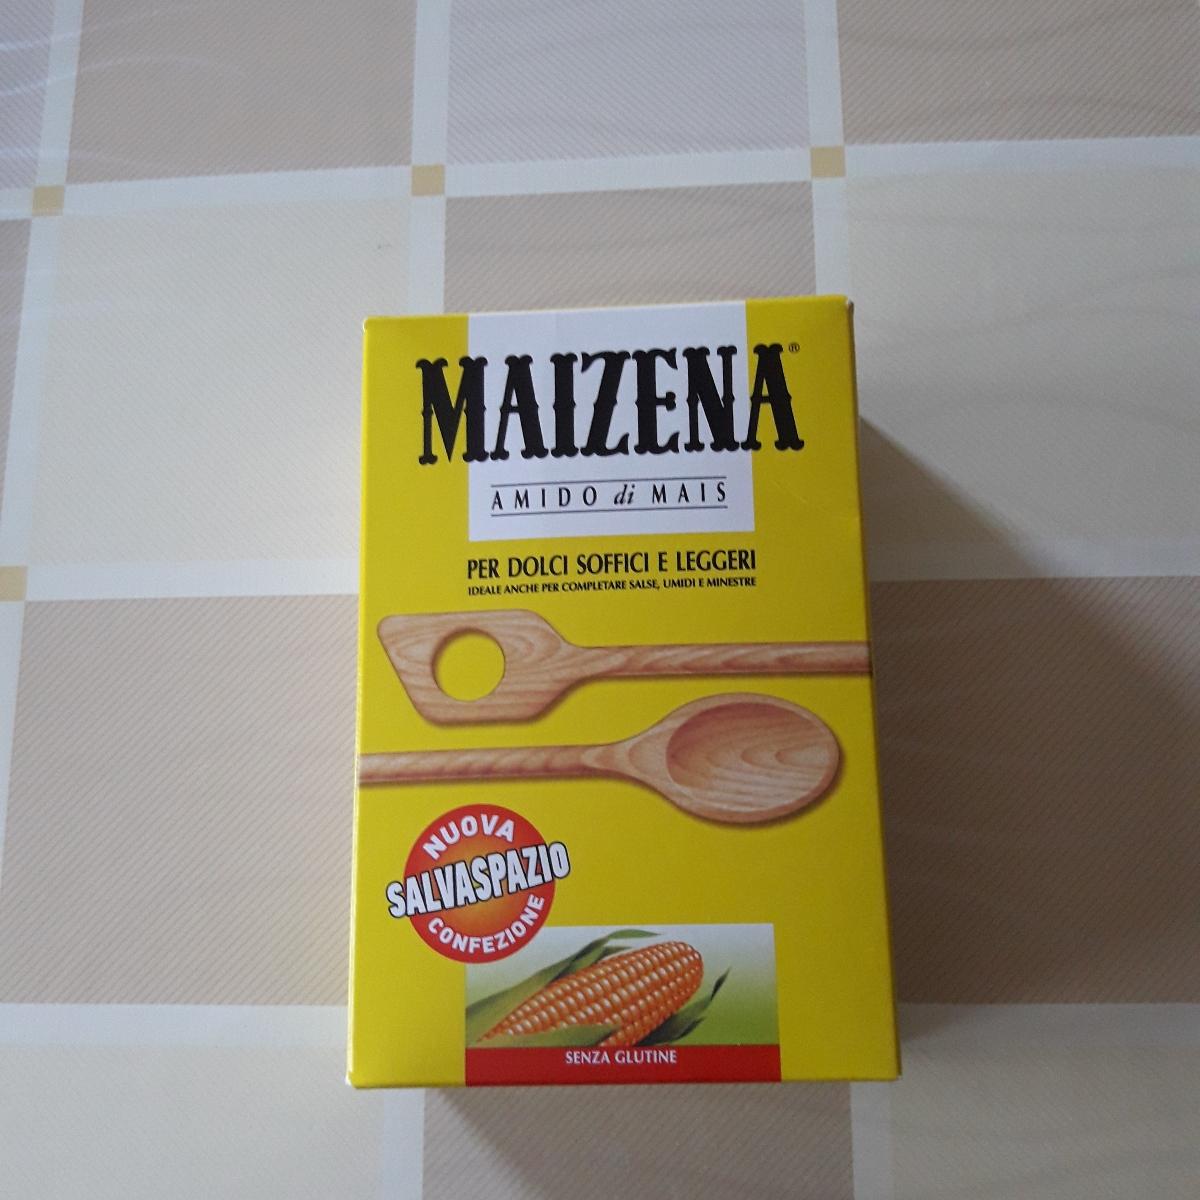 MAIZENA®
AMIDO di MAIS
PER DOLCI SOFFICI E LEGGERI
IDEALE ANCHE PER COMPLETARE SALSE, UMIDI E MINESTRE
NUOVA
SALVASPAZIO
CONFEZIONE
SENZA GLUTINE